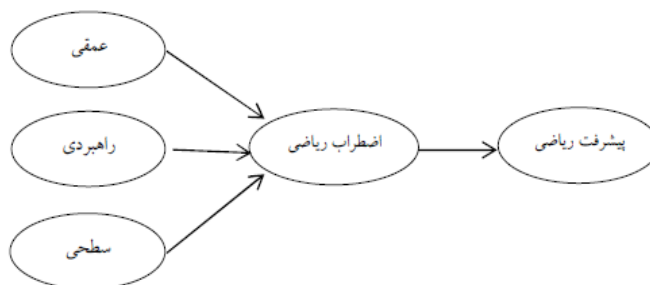 عمقی
راهبردی
اضطراب ریاضی
پیشرفت ریاضی
سطحی